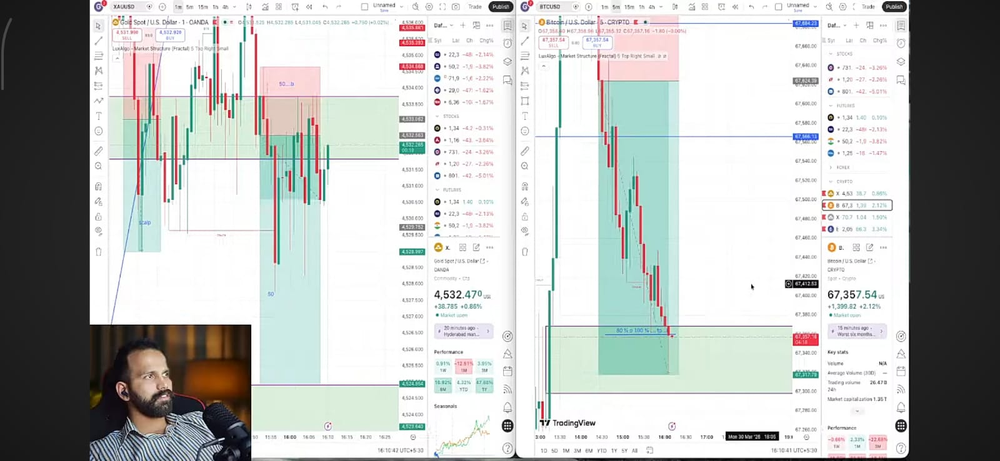 XAUUSD
1m 5m 15m 1h 4h
Unnamed
Save
Trade
Publish
Gold Spot / U.S. Dollar · 1 · OANDA
H4,532.265 L4,531.045 C4,532.265 +0.750 (+0.02%)
4,531.990
SELL
4,532.920
BUY
LuxAlgo - Market Structure (Fractal) 5 Top Right Small
50....b
scalp
50
4,536.000
4,535.881
4,535.393
4,535.000
4,534.668
4,534.500
4,534.000
4,533.500
4,533.062
4,532.563
4,532.265
00:18
4,531.500
4,531.000
4,530.500
4,530.000
4,529.752
4,529.500
4,528.997
4,528.500
4,528.000
4,527.500
4,527.000
4,526.500
4,526.000
4,525.500
4,524.854
4,524.500
4,524.000
4,523.640
50 15:55 16:00 16:05 16:10 16:15 16:20 16:25
16:10:42 UTC+5:30
Daf...
Syi Lai Ch Chg%
22,3 -48( -2.14%
50,2 -1,9 -3.82%
71,9 -1,6 -2.22%
29,0 -47! -1.62%
6,36 -10( -1.67%
STOCKS
1,34 -4.2 -0.31%
1,16 -43. -3.64%
731. -24 -3.26%
1,20 -27. -2.26%
801. -42. -5.01%
FUTURES
1,34 1.40 0.10%
22,3 -48( -2.13%
50,2 -1,9 -3.82%
X.
Gold Spot / U.S. Dollar
OANDA
Commodity • Cfd
4,532.470
+38.785 +0.86%
Market open
20 minutes ago •
Hyderabad man...
Performance
0.91% -12.51% 3.95%
1W 1M 3M
18.92% 4.32% 47.68%
6M YTD 1Y
Seasonals
BTCUSD
1m 5m 15m 1h 4h
Unnamed
Save
Trade
Publish
Bitcoin / U.S. Dollar · 5 · CRYPTO
O67,358.40 H67,358.96 L67,355.32 C67,357.16 -1.80 (-0.00%)
67,357.54
SELL
0.00
67,357.54
BUY
LuxAlgo - Market Structure (Fractal) 5 Top Right Small
80 % o 100 % ... tp ...
67,684.23
67,660.00
67,640.00
67,624.39
67,600.00
67,580.00
67,566.13
67,560.00
67,540.00
67,520.00
67,500.00
67,480.00
67,460.00
67,440.00
67,420.00
67,412.53
67,400.00
67,380.00
67,357.16
04:18
67,340.00
67,317.79
67,300.00
67,280.00
67,260.00
TradingView
3:00 13:30 14:00 14:30 15:00 15:30 16:00 16:30 17:00 Mon 30 Mar '26 18:05
1D 5D 1M 3M 6M YTD 1Y 5Y All
16:10:41 UTC+5:30
Daf...
Syi Lai Ch Chg%
STOCKS
731. -24. -3.26%
1,20 -27. -2.26%
801. -42. -5.01%
FUTURES
1,34 1.40 0.10%
22,3 -48( -2.13%
50,2 -1,9 -3.82%
1,25 -18. -1.47%
FOREX
CRYPTO
X 4,53 38.7 0.86%
B 67,3 1,39 2.12%
X 70.7 1.04 1.50%
E 2,05 66.3 3.34%
B.
Bitcoin / U.S. Dollar
CRYPTO
Spot • Crypto
67,357.54
+1,399.82 +2.12%
Market open
15 minutes ago •
Worst six months...
Key stats
Volume N/A
Average Volume (30D) —
Trading volume 26.47 B
24h
Market capitalization 1.35 T
Performance
-0.66% 2.33% -22.68%
1W 1M 3M